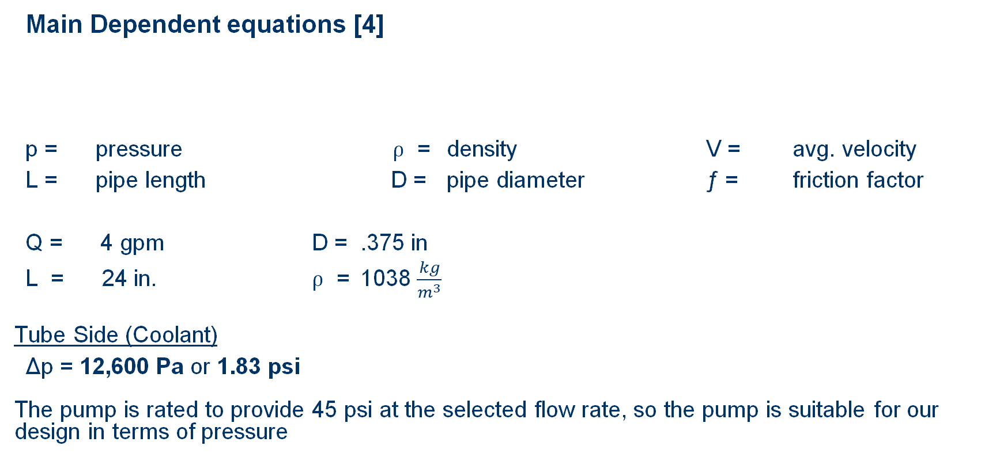 Main Dependent equations [4]
p = pressure ρ = density V = avg. velocity
L = pipe length D = pipe diameter ƒ = friction factor
Q = 4 gpm D = .375 in
L = 24 in. ρ = 1038 kg/m³
Tube Side (Coolant)
Δp = 12,600 Pa or 1.83 psi
The pump is rated to provide 45 psi at the selected flow rate, so the pump is suitable for our
design in terms of pressure